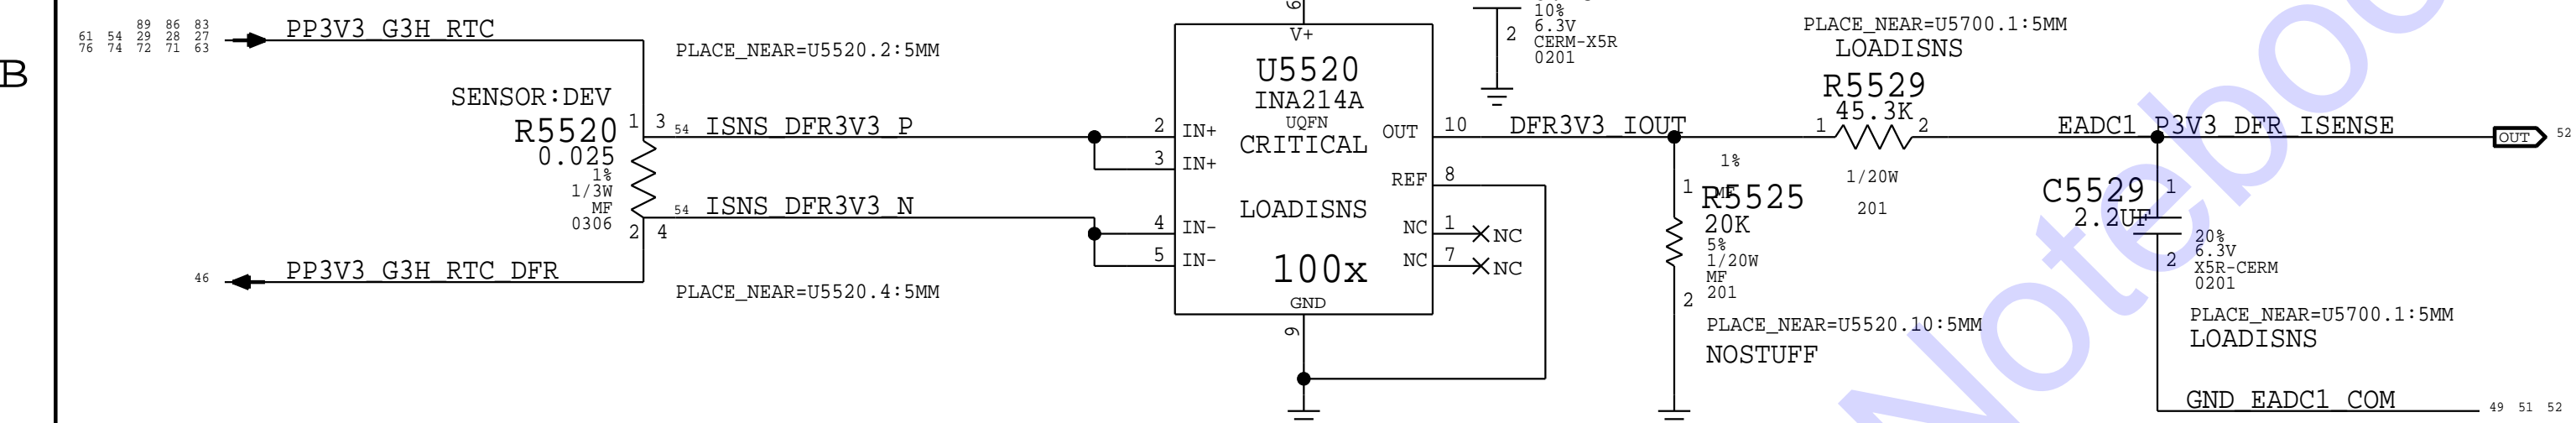 B
89 86 83
61 54 29 28 27
76 74 72 71 63
PP3V3_G3H_RTC
PLACE_NEAR=U5520.2:5MM
SENSOR:DEV
R5520
0.025
1%
1/3W
MF
0306
1 3
2 4
54 ISNS_DFR3V3_P
54 ISNS_DFR3V3_N
46
PP3V3_G3H_RTC_DFR
PLACE_NEAR=U5520.4:5MM
6
V+
U5520
INA214A
UQFN
CRITICAL
LOADISNS
100x
GND
9
2 IN+
3 IN+
4 IN-
5 IN-
OUT 10
REF 8
NC 1 NC
NC 7 NC
10%
6.3V
CERM-X5R
0201
2
DFR3V3_IOUT
PLACE_NEAR=U5700.1:5MM
LOADISNS
R5529
45.3K
1 2
1%
1/20W
MF
201
1
R5525
20K
5%
1/20W
MF
201
2
PLACE_NEAR=U5520.10:5MM
NOSTUFF
EADC1_P3V3_DFR_ISENSE
OUT 52
C5529
2.2UF
1
2
20%
6.3V
X5R-CERM
0201
PLACE_NEAR=U5700.1:5MM
LOADISNS
GND_EADC1_COM
49 51 52
Noteboo